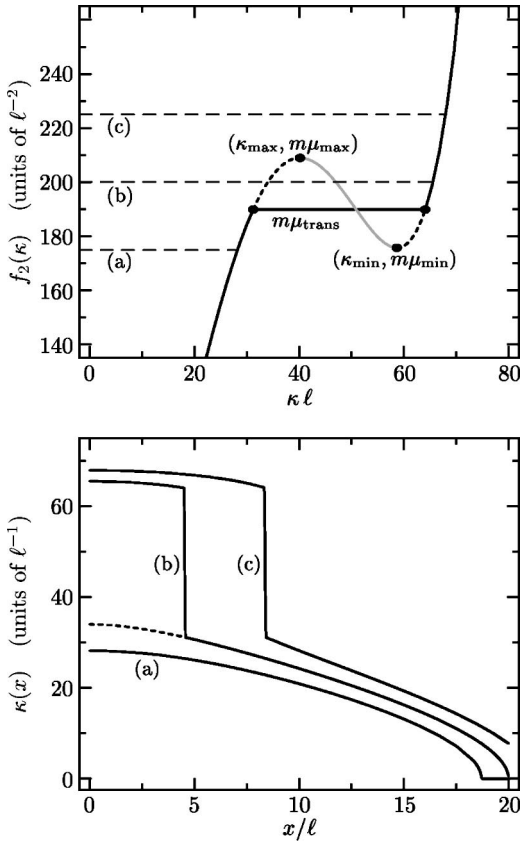 f₂(κ) (units of ℓ⁻²)
240
220
200
180
160
140
(c)
(κmax, mμmax)
(b)
mμtrans
(a)
(κmin, mμmin)
0 20 40 60 80
κ ℓ
κ(x) (units of ℓ⁻¹)
60
40
20
0
(b) (c)
(a)
0 5 10 15 20
x/ℓ